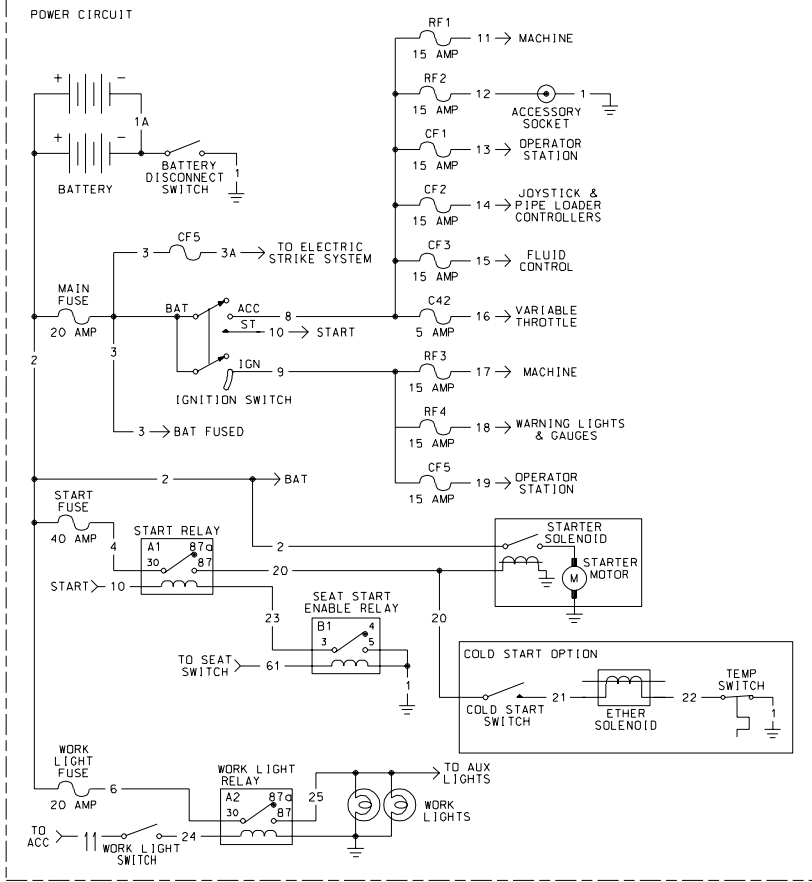 POWER CIRCUIT
RF1
15 AMP
11
MACHINE
+
-
1A
+
-
BATTERY
BATTERY
DISCONNECT
SWITCH
1
RF2
15 AMP
12
ACCESSORY
SOCKET
1
CF1
15 AMP
13
OPERATOR
STATION
CF2
15 AMP
14
JOYSTICK &
PIPE LOADER
CONTROLLERS
3
CF5
3A
TO ELECTRIC
STRIKE SYSTEM
CF3
15 AMP
15
FLUID
CONTROL
MAIN
FUSE
20 AMP
BAT
ACC
8
ST
10
START
C42
5 AMP
16
VARIABLE
THROTTLE
2
3
IGN
9
IGNITION SWITCH
RF3
15 AMP
17
MACHINE
3
BAT FUSED
RF4
15 AMP
18
WARNING LIGHTS
& GAUGES
CF5
15 AMP
19
OPERATOR
STATION
2
BAT
START
FUSE
40 AMP
4
START RELAY
A1
87a
30
87
2
20
STARTER
SOLENOID
STARTER
MOTOR
M
START
10
23
SEAT START
ENABLE RELAY
B1
4
3
5
20
TO SEAT
SWITCH
61
1
COLD START OPTION
COLD START
SWITCH
21
ETHER
SOLENOID
22
TEMP
SWITCH
1
WORK
LIGHT
FUSE
20 AMP
6
WORK LIGHT
RELAY
A2
87a
30
87
25
TO AUX
LIGHTS
WORK
LIGHTS
TO
ACC
11
WORK LIGHT
SWITCH
24